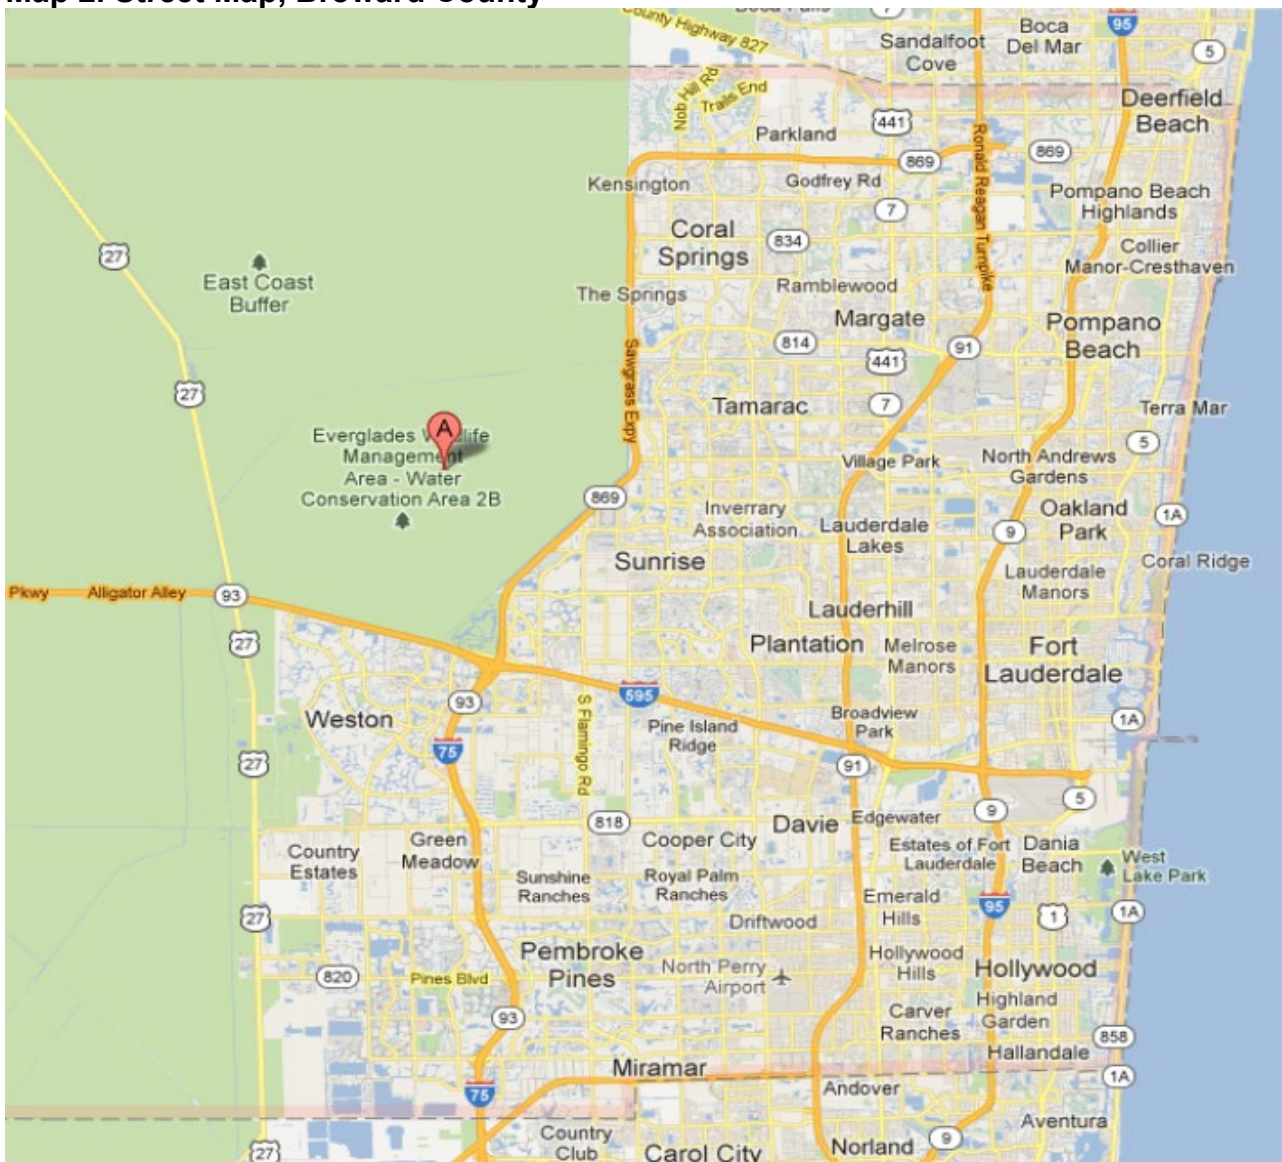 Map 2. Street Map, Broward County
County Highway 827
Boca Falls
7
Sandalfoot
Cove
Boca
Del Mar
95
5
Nob Hill Rd
Trails End
Parkland
441
Deerfield
Beach
869
869
Ronald Reagan Turnpike
Kensington
Godfrey Rd
7
Pompano Beach
Highlands
27
Coral
Springs
834
Collier
Manor-Cresthaven
East Coast
Buffer
The Springs
Ramblewood
Margate
Pompano
Beach
814
91
441
Sawgrass Expy
27
Tamarac
7
Terra Mar
A
Everglades Wildlife
Management
Area - Water
Conservation Area 2B
5
Village Park
North Andrews
Gardens
869
Inverrary
Association
Lauderdale
Lakes
Oakland
Park
1A
9
Sunrise
Coral Ridge
Lauderdale
Manors
Pkwy
Alligator Alley
93
Lauderhill
27
Plantation
Melrose
Manors
Fort
Lauderdale
93
595
S Flamingo Rd
Weston
Pine Island
Ridge
Broadview
Park
1A
75
27
91
5
9
818
Davie
Edgewater
Green
Meadow
Cooper City
Country
Estates
Estates of Fort
Lauderdale
Dania
Beach
West
Lake Park
Sunshine
Ranches
Royal Palm
Ranches
Emerald
Hills
95
27
1
1A
Driftwood
Pembroke
Pines
Hollywood
Hills
Hollywood
820
Pines Blvd
North Perry
Airport
93
Carver
Ranches
Highland
Garden
858
Hallandale
Miramar
1A
75
Andover
Aventura
27
Country
Club
Carol City
Norland
9